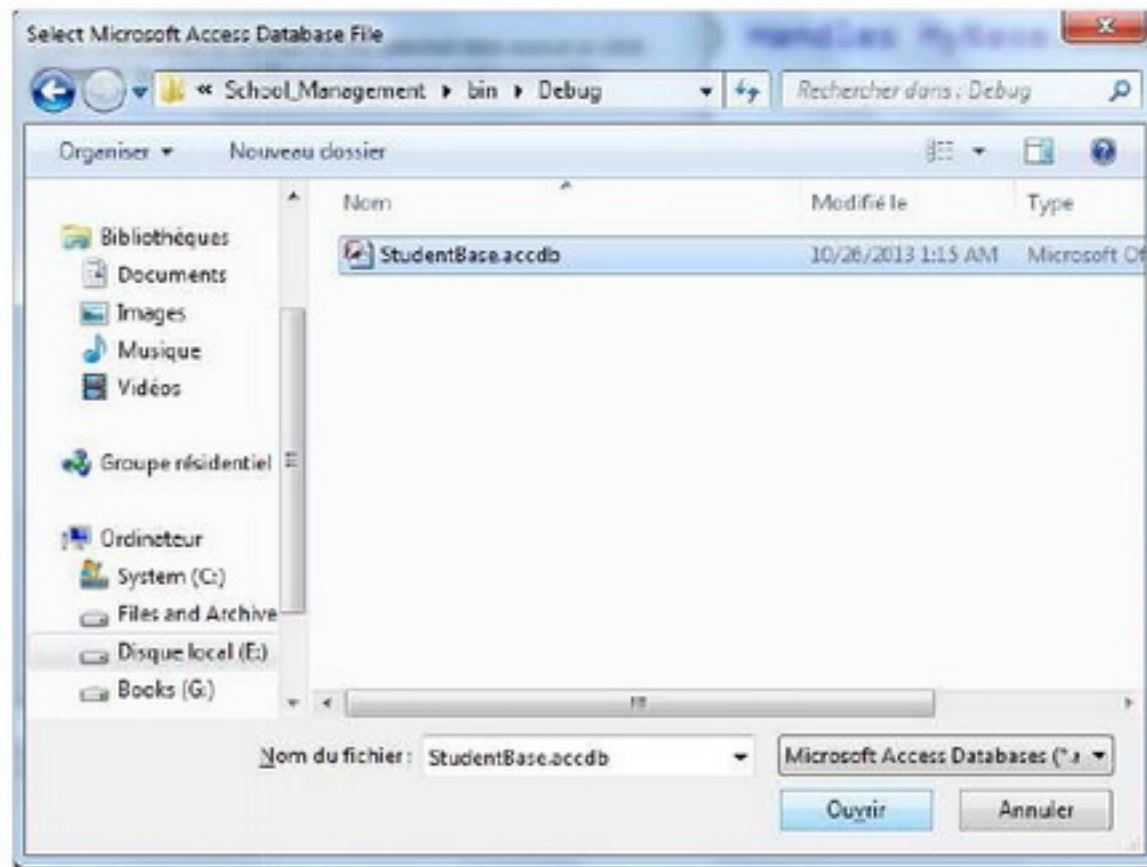 Select Microsoft Access Database File
Handles MyBase
« School_Management ▸ bin ▸ Debug
Rechercher dans : Debug
Organiser
Nouveau dossier
Nom
Modifié le
Type
StudentBase.accdb
10/26/2013 1:15 AM
Microsoft Of
Bibliothèques
Documents
Images
Musique
Vidéos
Groupe résidentiel
Ordinateur
System (C:)
Files and Archive
Disque local (E:)
Books (G:)
Nom du fichier :
StudentBase.accdb
Microsoft Access Databases (*.
Ouvrir
Annuler